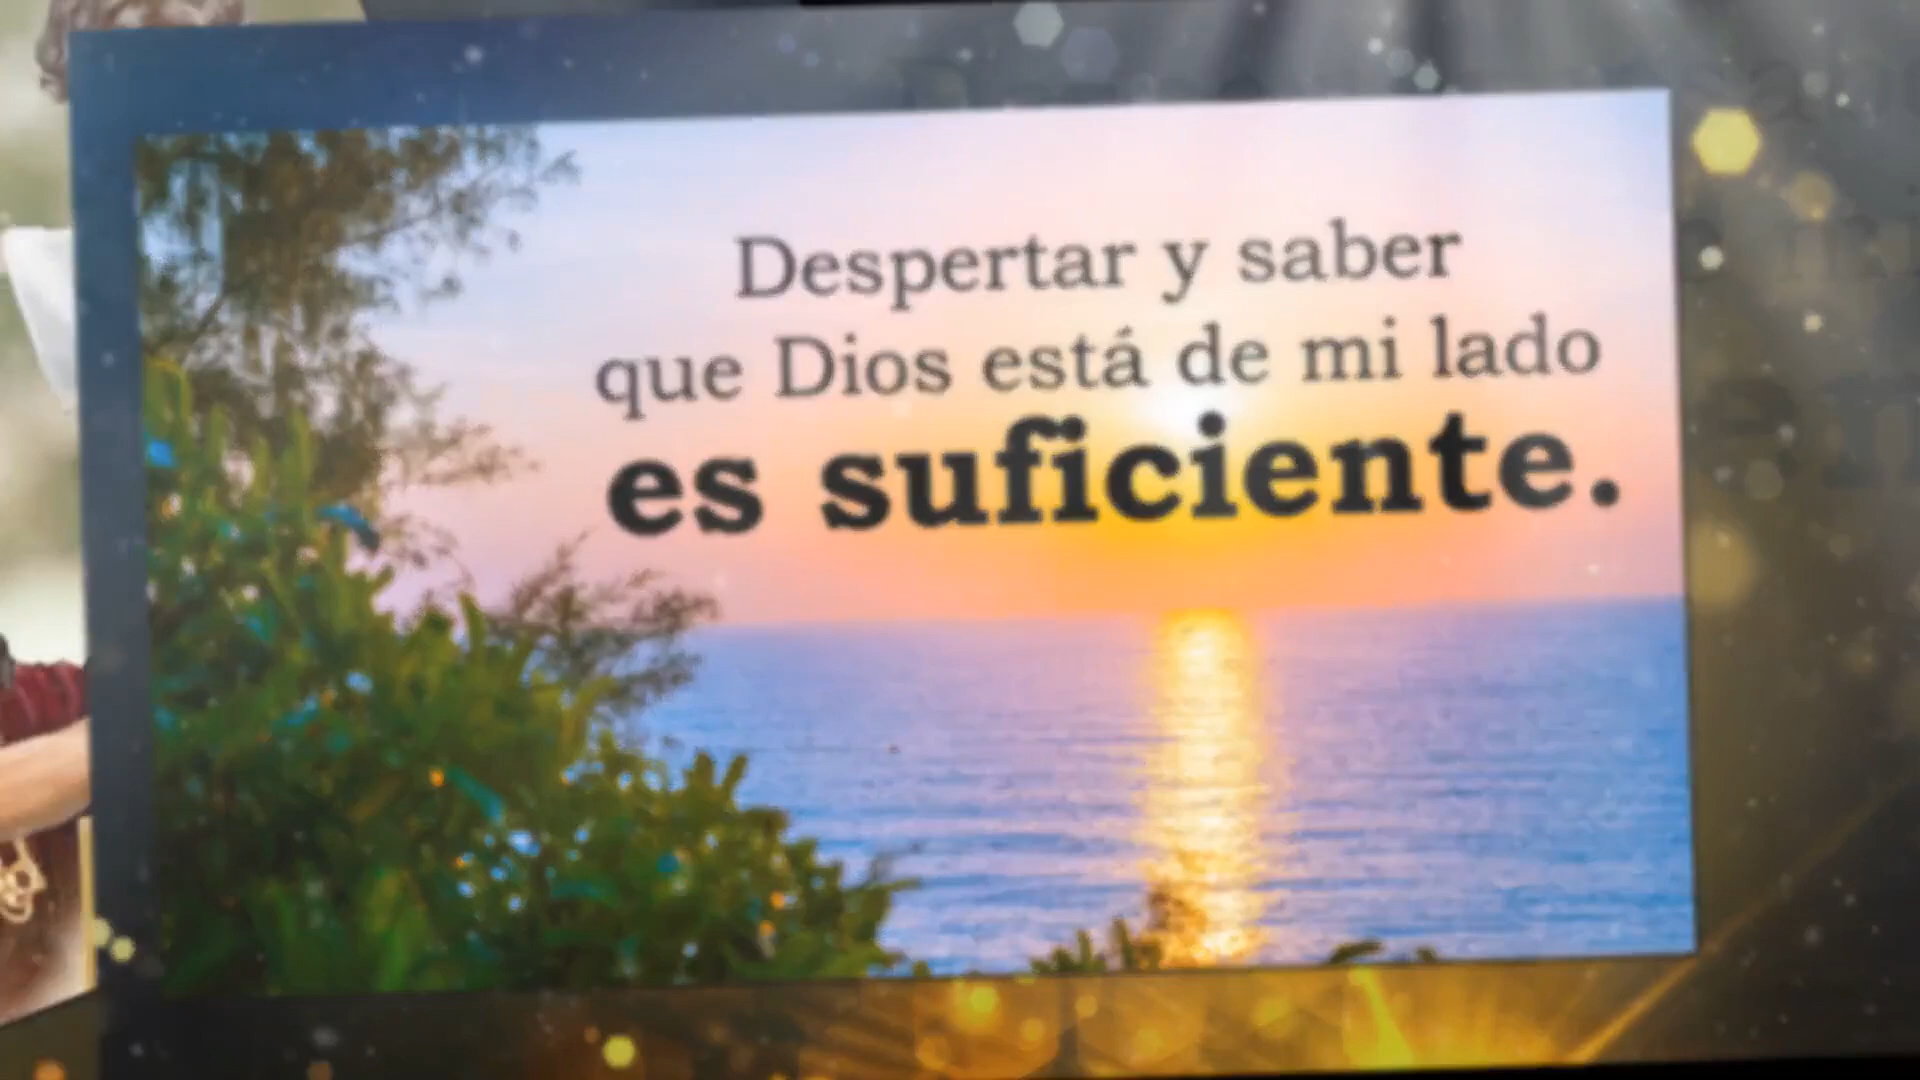 Despertar y saber
que Dios está de mi lado
es suficiente.